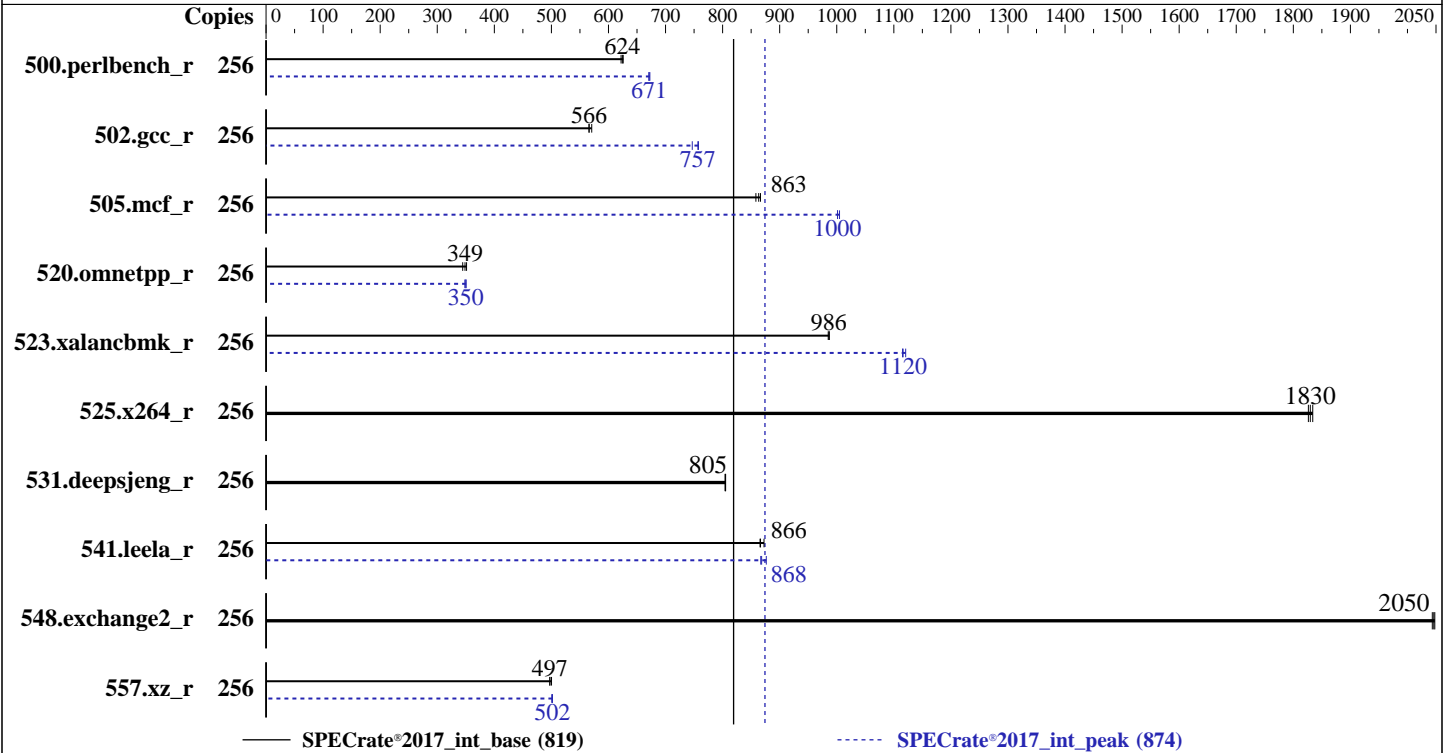 Copies 0 100 200 300 400 500 600 700 800 900 1000 1100 1200 1300 1400 1500 1600 1700 1800 1900 2050
500.perlbench_r 256 624
671
502.gcc_r 256 566
757
505.mcf_r 256 863
1000
520.omnetpp_r 256 349
350
523.xalancbmk_r 256 986
1120
525.x264_r 256 1830
531.deepsjeng_r 256 805
541.leela_r 256 866
868
548.exchange2_r 256 2050
557.xz_r 256 497
502
SPECrate®2017_int_base (819) SPECrate®2017_int_peak (874)